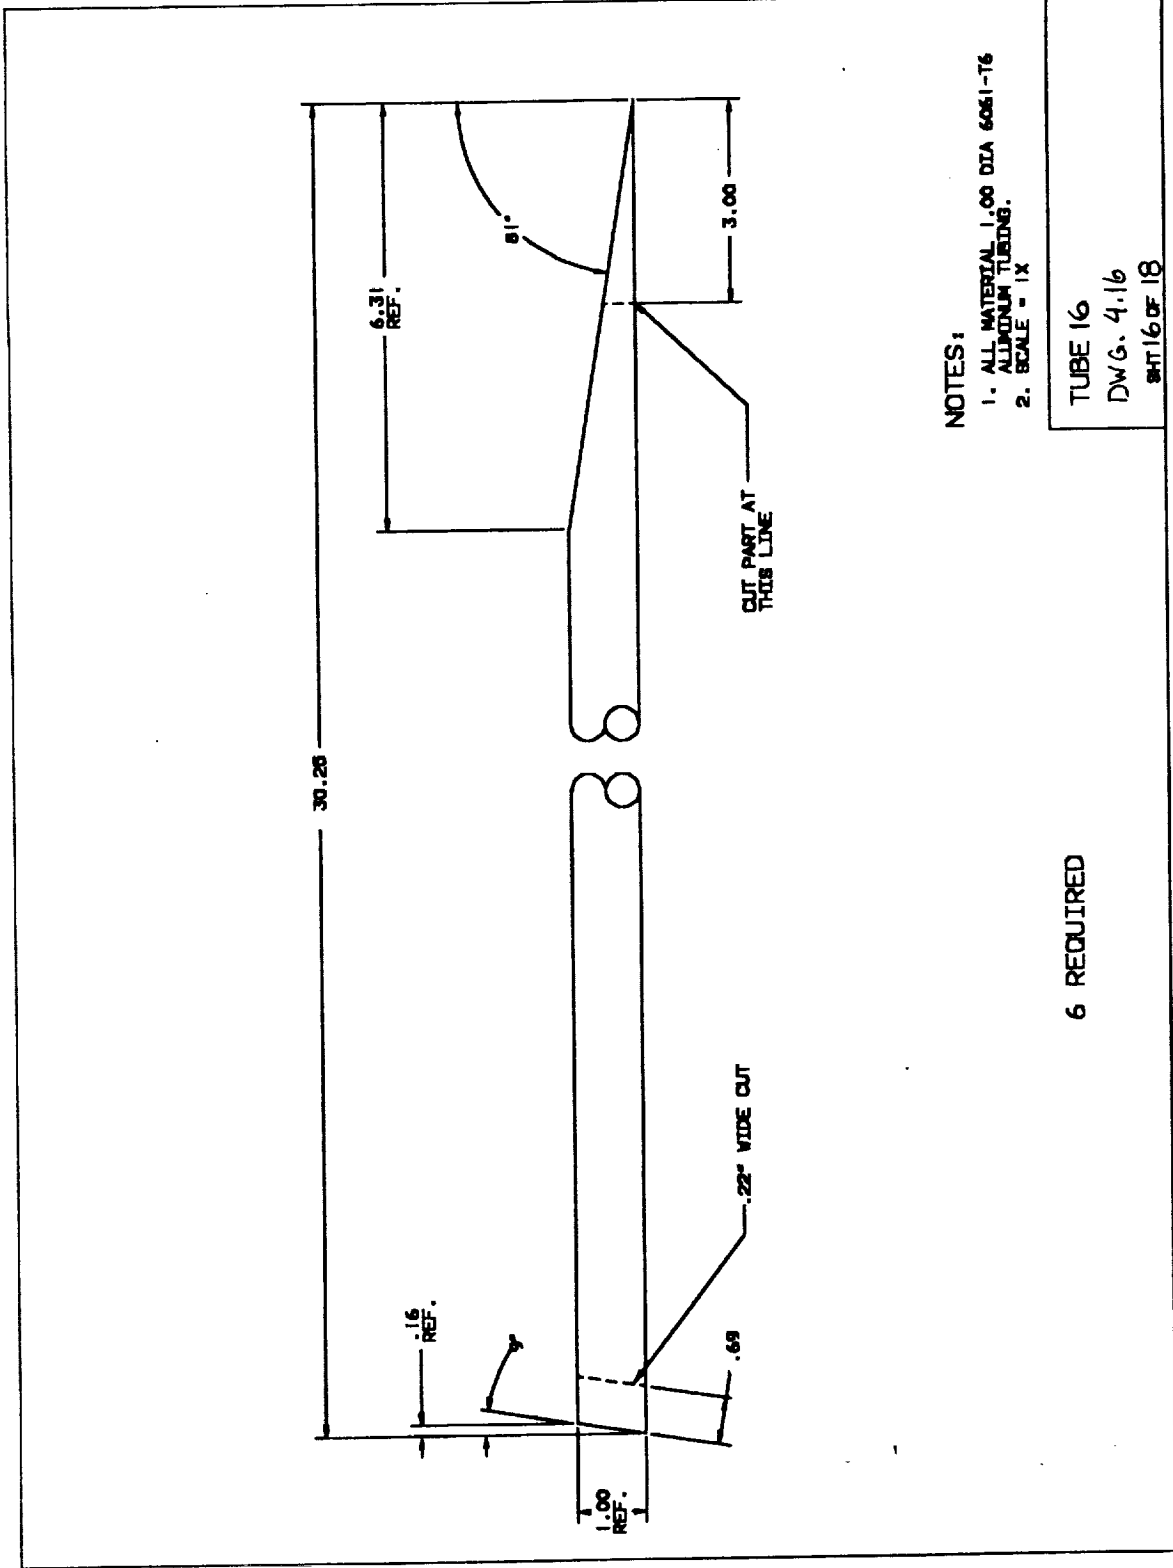 30.25
6.31
REF.
81°
3.00
CUT PART AT
THIS LINE
.16
REF.
9°
.22" WIDE CUT
.69
1.00
REF.
6 REQUIRED
NOTES:
1. ALL MATERIAL 1.00 DIA 6061-T6
ALUMINUM TUBING.
2. SCALE = 1X
TUBE 16
DWG. 4.16
SHT 16 OF 18